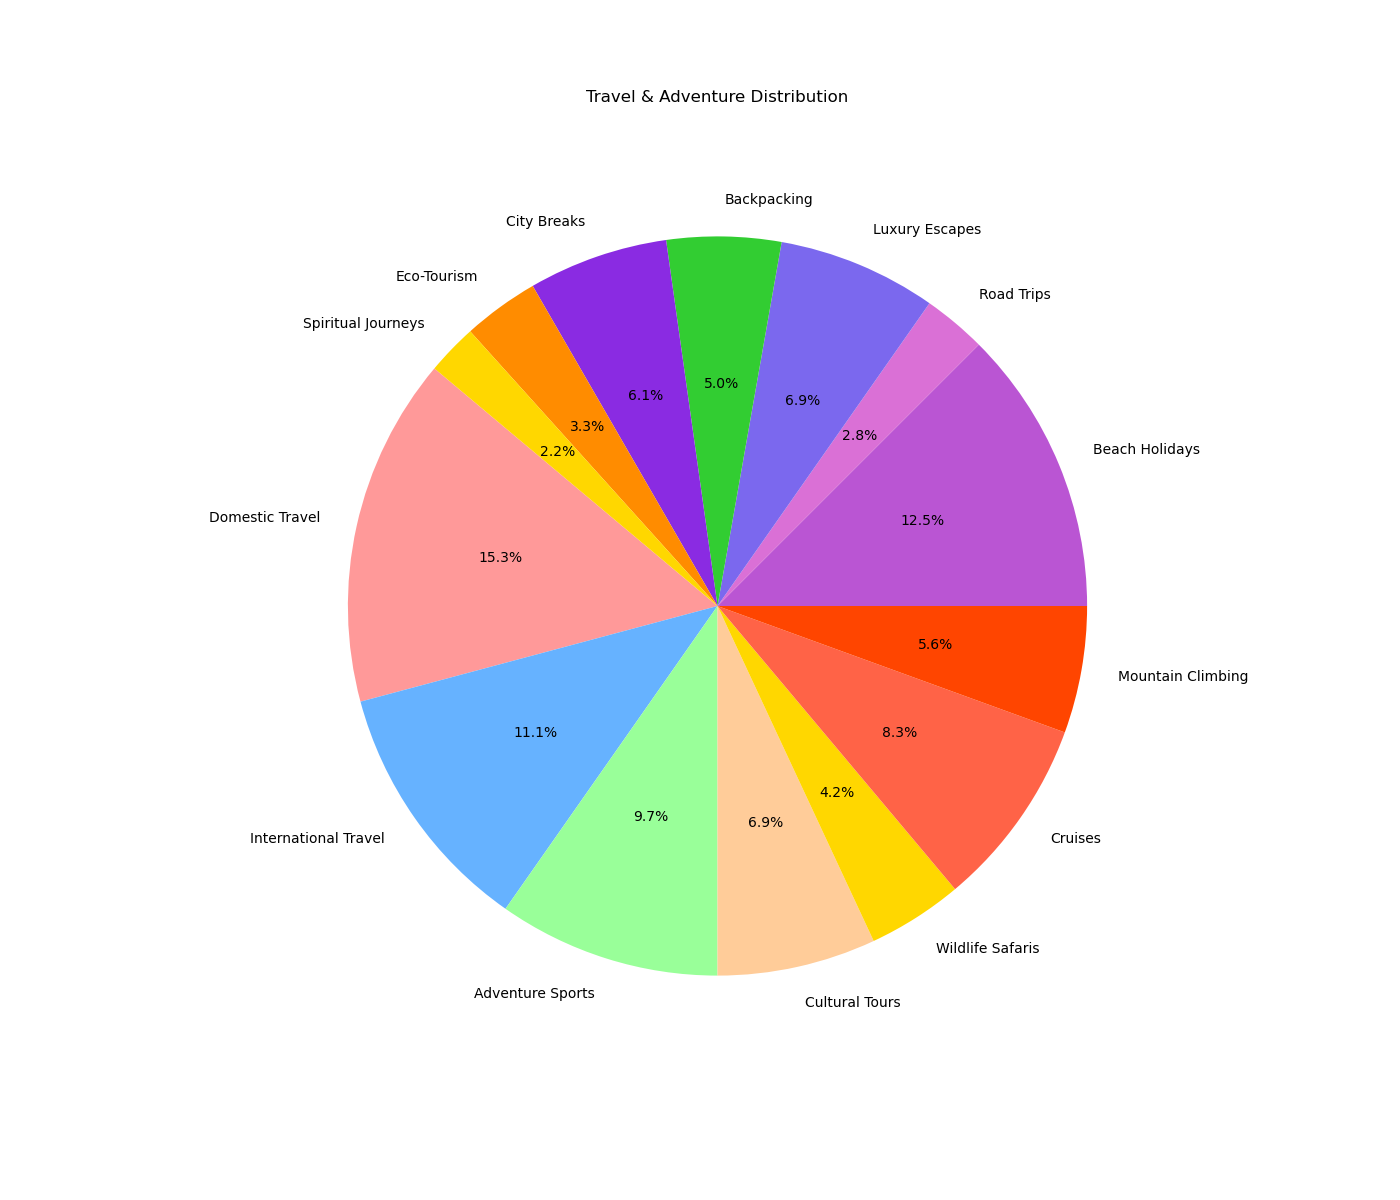 Travel & Adventure Distribution
Backpacking
City Breaks
Luxury Escapes
Eco-Tourism
Road Trips
Spiritual Journeys
5.0%
6.1%
6.9%
3.3%
2.8%
2.2%
Beach Holidays
Domestic Travel
12.5%
15.3%
5.6%
Mountain Climbing
11.1%
8.3%
4.2%
9.7%
6.9%
International Travel
Cruises
Wildlife Safaris
Adventure Sports
Cultural Tours